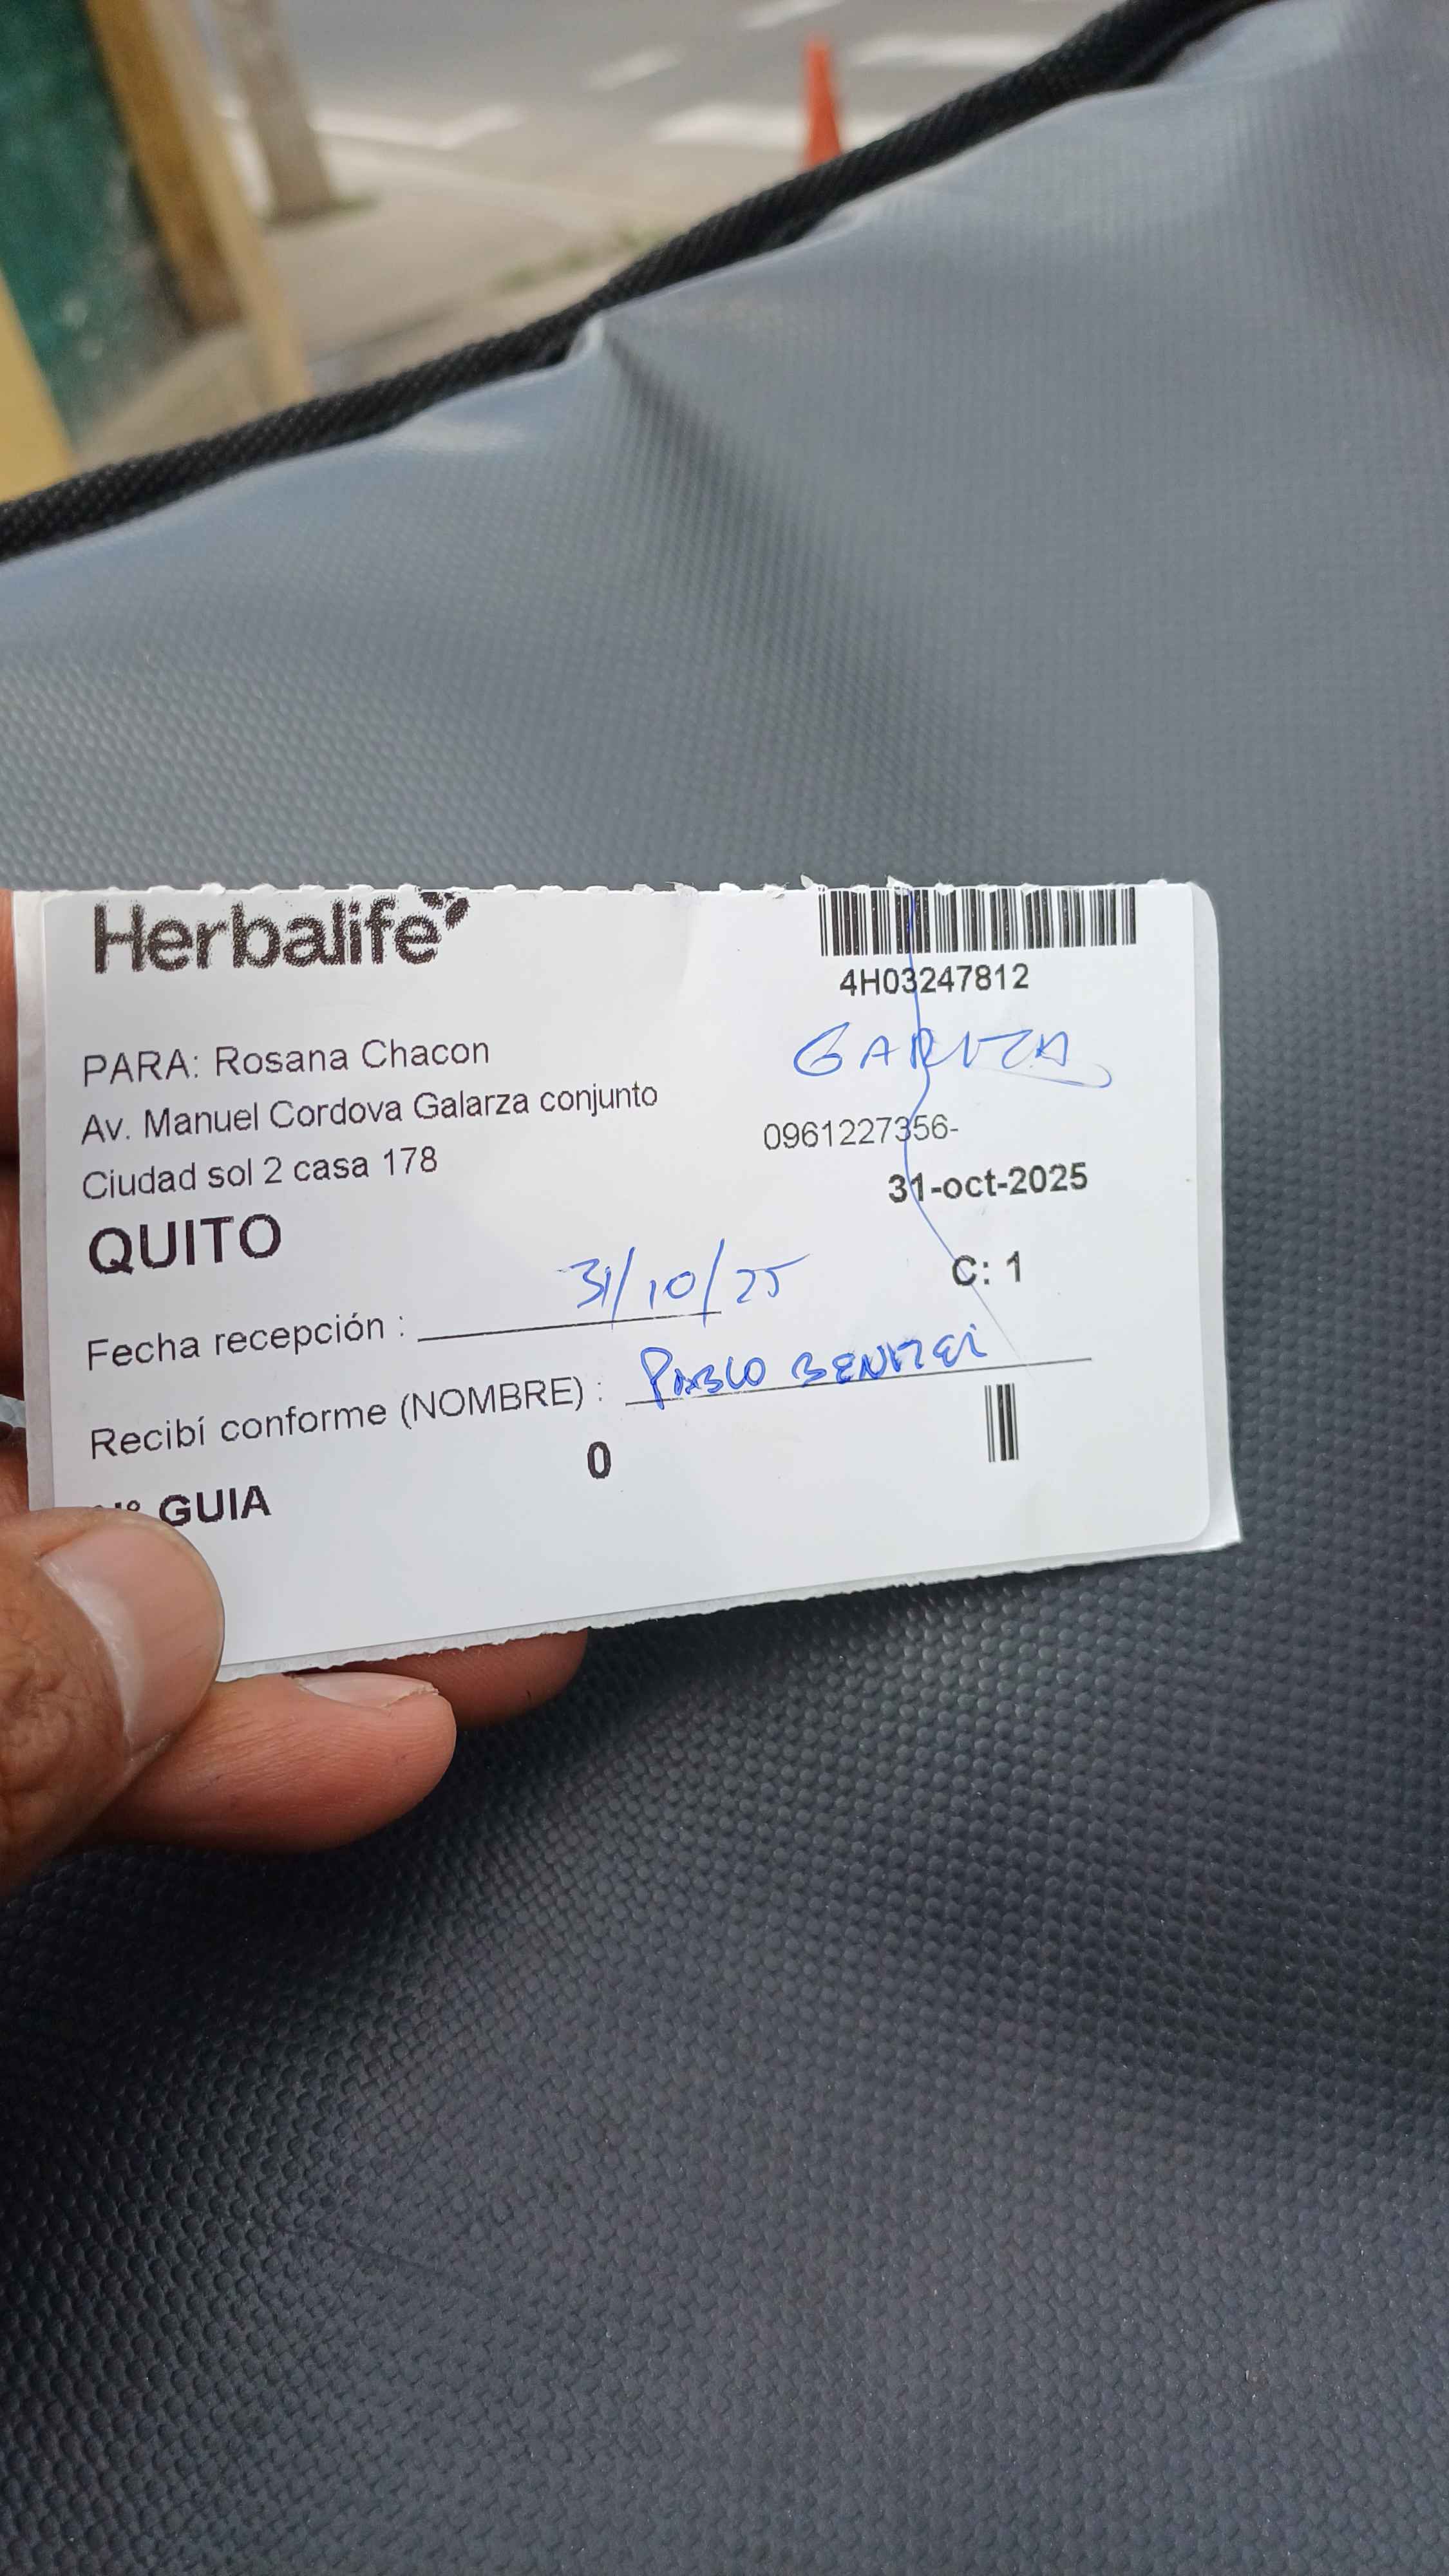 Herbalife
4H03247812
PARA: Rosana Chacon
Av. Manuel Cordova Galarza conjunto
Ciudad sol 2 casa 178
0961227356-
31-oct-2025
QUITO
C: 1
Fecha recepción : 31/10/25
Recibí conforme (NOMBRE) : PABLO
0
GUIA